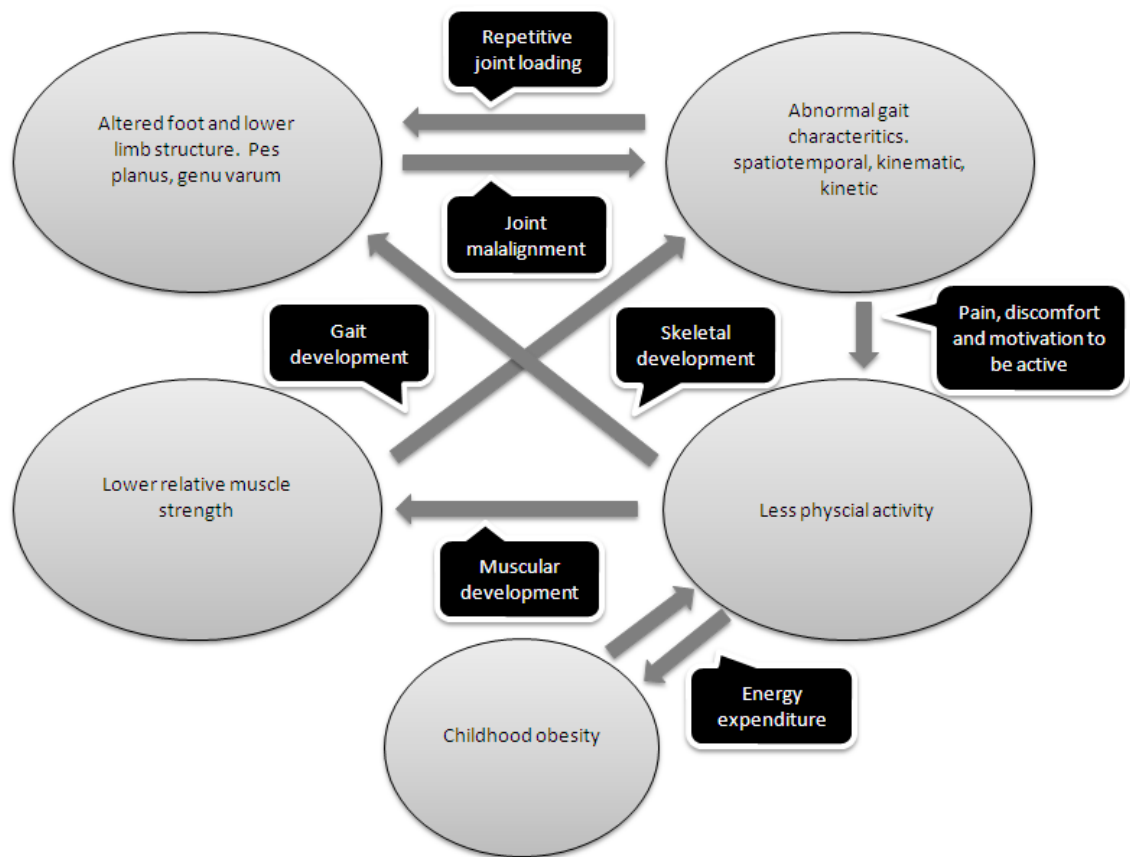 Repetitive
joint loading
Altered foot and lower
limb structure.  Pes
planus, genu varum
Abnormal gait
characteritics.
spatiotemporal, kinematic,
kinetic
Joint
malalignment
Gait
development
Skeletal
development
Pain, discomfort
and motivation to
be active
Lower relative muscle
strength
Less physcial activity
Muscular
development
Energy
expenditure
Childhood obesity